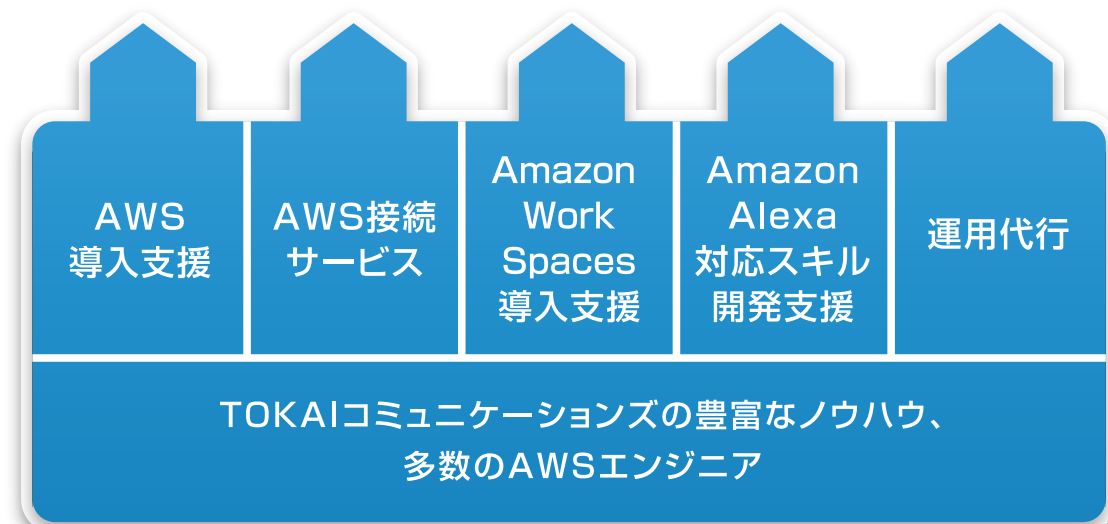 AWS
導入支援
AWS接続
サービス
Amazon
Work
Spaces
導入支援
Amazon
Alexa
対応スキル
開発支援
運用代行
TOKAIコミュニケーションズの豊富なノウハウ、
多数のAWSエンジニア